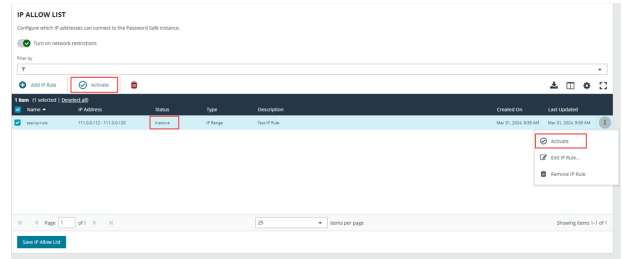 IP ALLOW LIST
Configure which IP addresses can connect to the Password Safe instance.
Turn on network restrictions
Filter by
Add IP Rule Activate
1 item (1 selected | Deselect all)
Name IP Address Status Type Description Created On Last Updated
test-ip-rule 111.0.0.112 - 111.0.0.120 Inactive IP Range Test IP Rule Mar 31, 2024, 9:39 AM Mar 31, 2024, 9:39 AM
Activate
Edit IP Rule...
Remove IP Rule
Page 1 of 1 25 items per page Showing items 1-1 of 1
Save IP Allow List